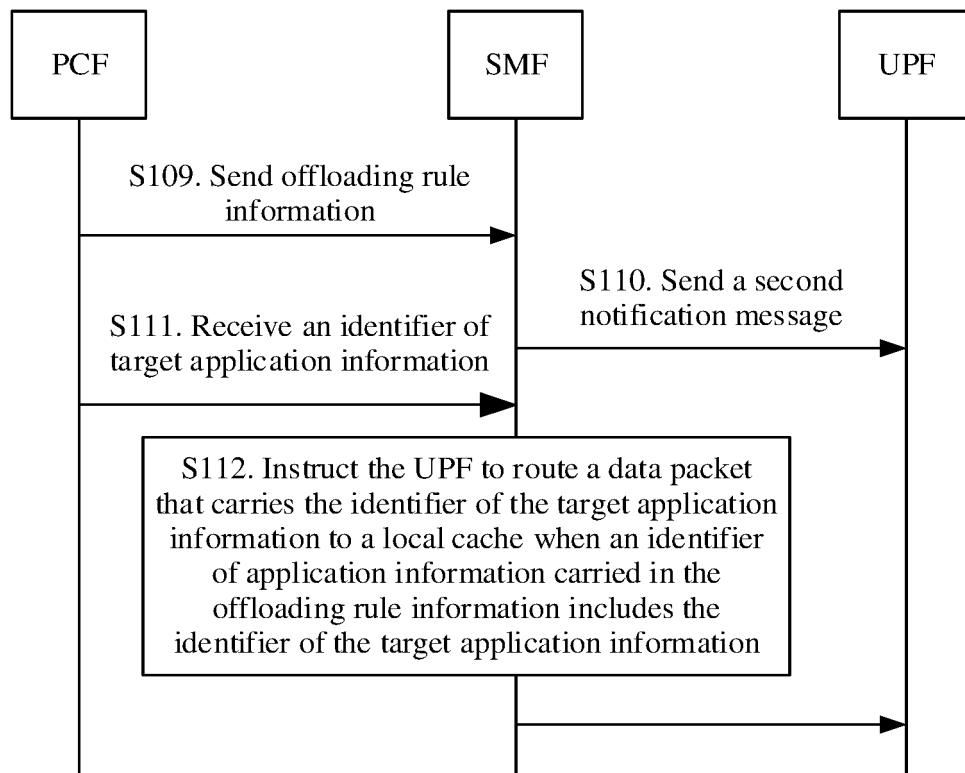 PCF
SMF
UPF
S109. Send offloading rule
information
S110. Send a second
notification message
S111. Receive an identifier of
target application information
S112. Instruct the UPF to route a data packet
that carries the identifier of the target application
information to a local cache when an identifier
of application information carried in the
offloading rule information includes the
identifier of the target application information